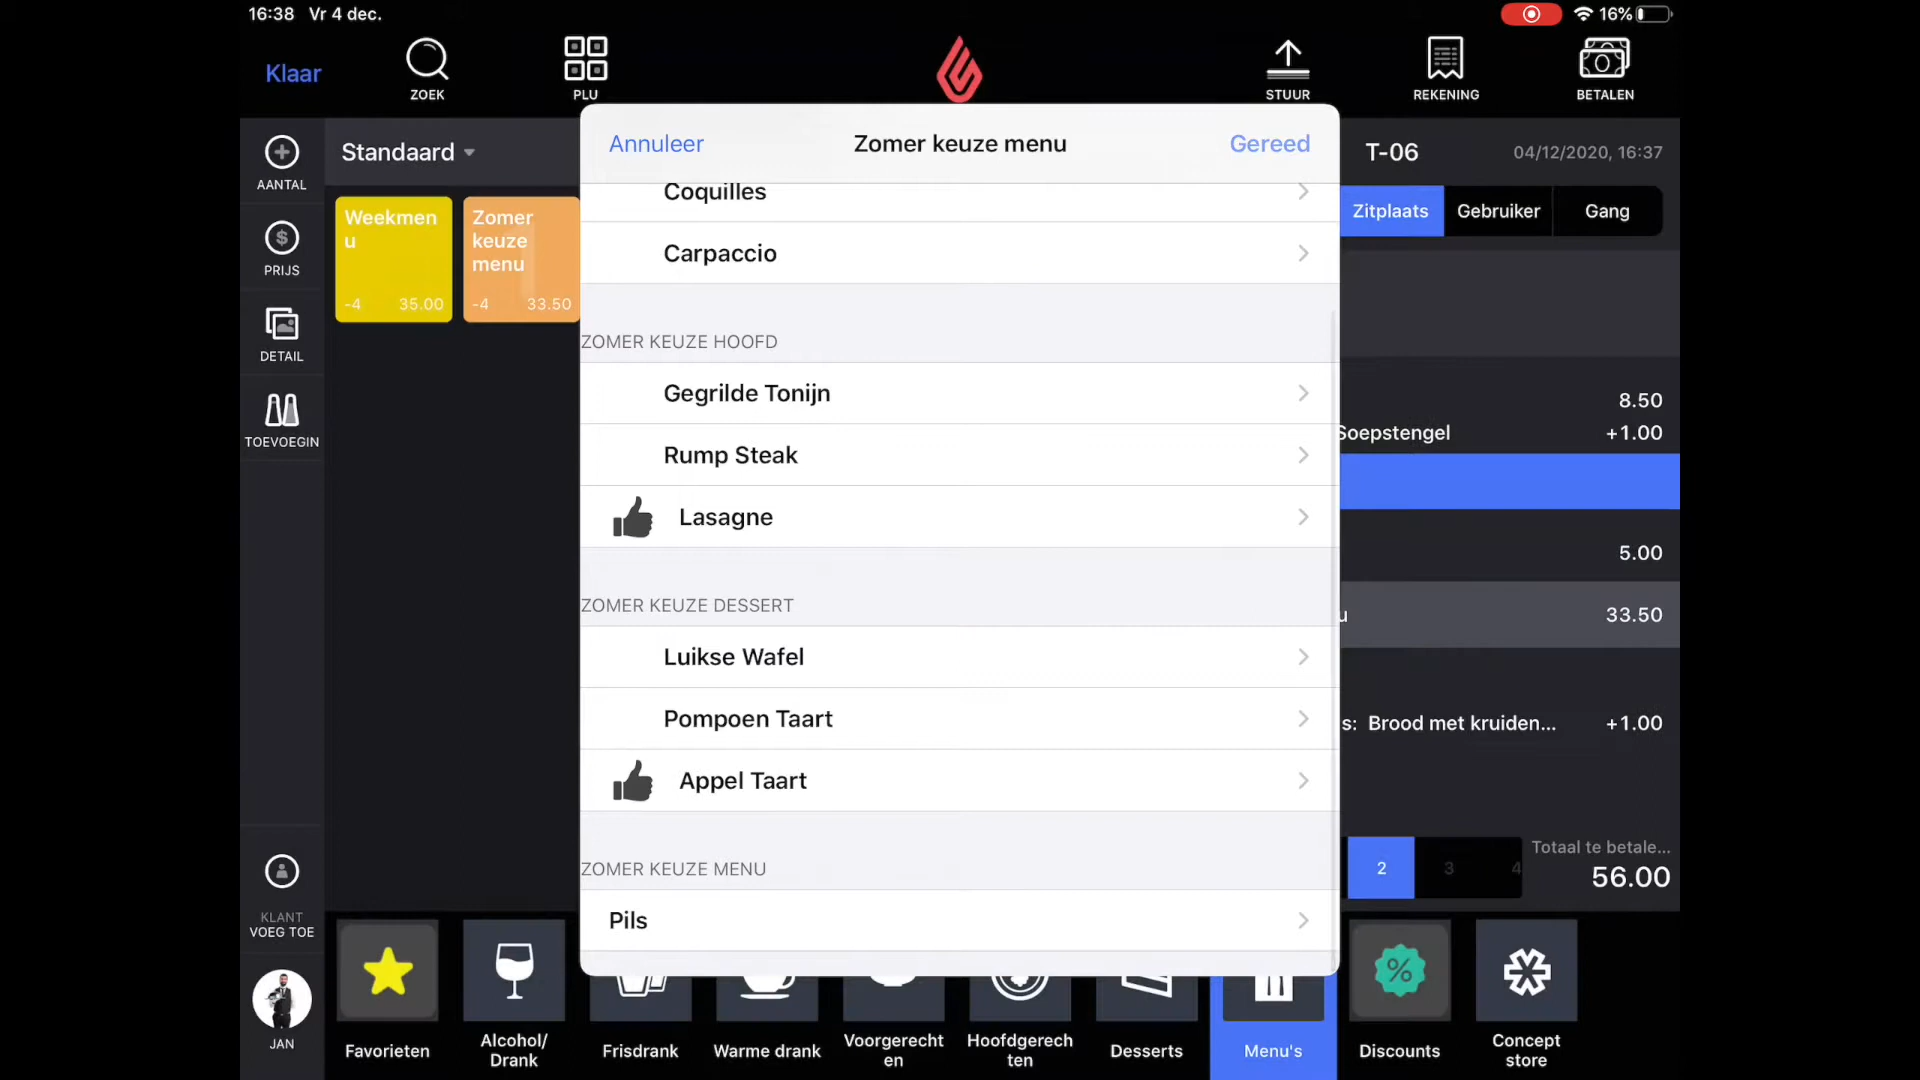 16:38 Vr 4 dec.
16%
Klaar
ZOEK
PLU
STUUR
REKENING
BETALEN
AANTAL
PRIJS
DETAIL
TOEVOEGIN
KLANT
VOEG TOE
JAN
Standaard
Weekmen
u
-4 35.00
Zomer
keuze
menu
-4 33.50
Annuleer
Zomer keuze menu
Gereed
Coquilles
Carpaccio
ZOMER KEUZE HOOFD
Gegrilde Tonijn
Rump Steak
Lasagne
ZOMER KEUZE DESSERT
Luikse Wafel
Pompoen Taart
Appel Taart
ZOMER KEUZE MENU
Pils
T-06
04/12/2020, 16:37
Zitplaats Gebruiker Gang
8.50
Soepstengel +1.00
5.00
u 33.50
s: Brood met kruiden... +1.00
2 3 4
Totaal te betale...
56.00
Favorieten
Alcohol/
Drank
Frisdrank
Warme drank
Voorgerecht
en
Hoofdgerech
ten
Desserts
Menu's
Discounts
Concept
store